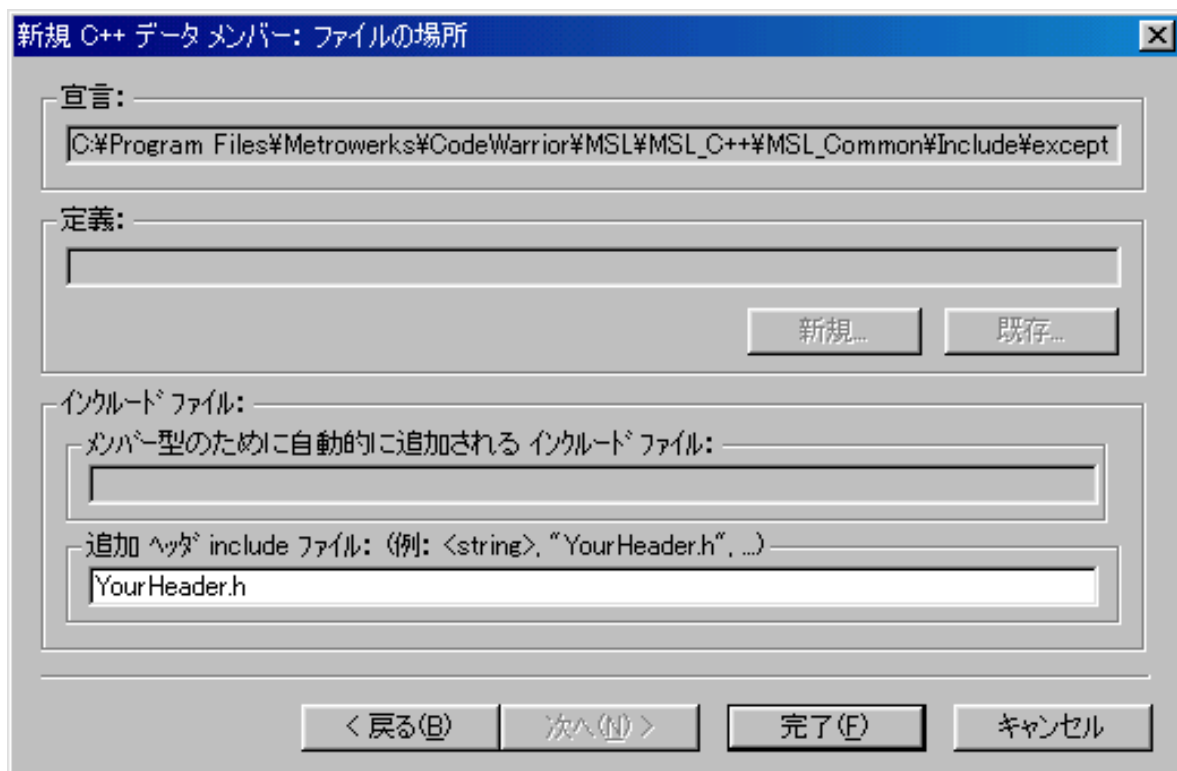 新規 C++ データ メンバー: ファイルの場所
宣言:
C:¥Program Files¥Metrowerks¥CodeWarrior¥MSL¥MSL_C++¥MSL_Common¥Include¥except
定義:
新規...
既存...
インクルード ファイル:
メンバー型のために自動的に追加される インクルード ファイル:
追加 ヘッダ include ファイル: (例: <string>, "YourHeader.h", ...)
YourHeader.h
< 戻る(B)
次へ(N) >
完了(F)
キャンセル